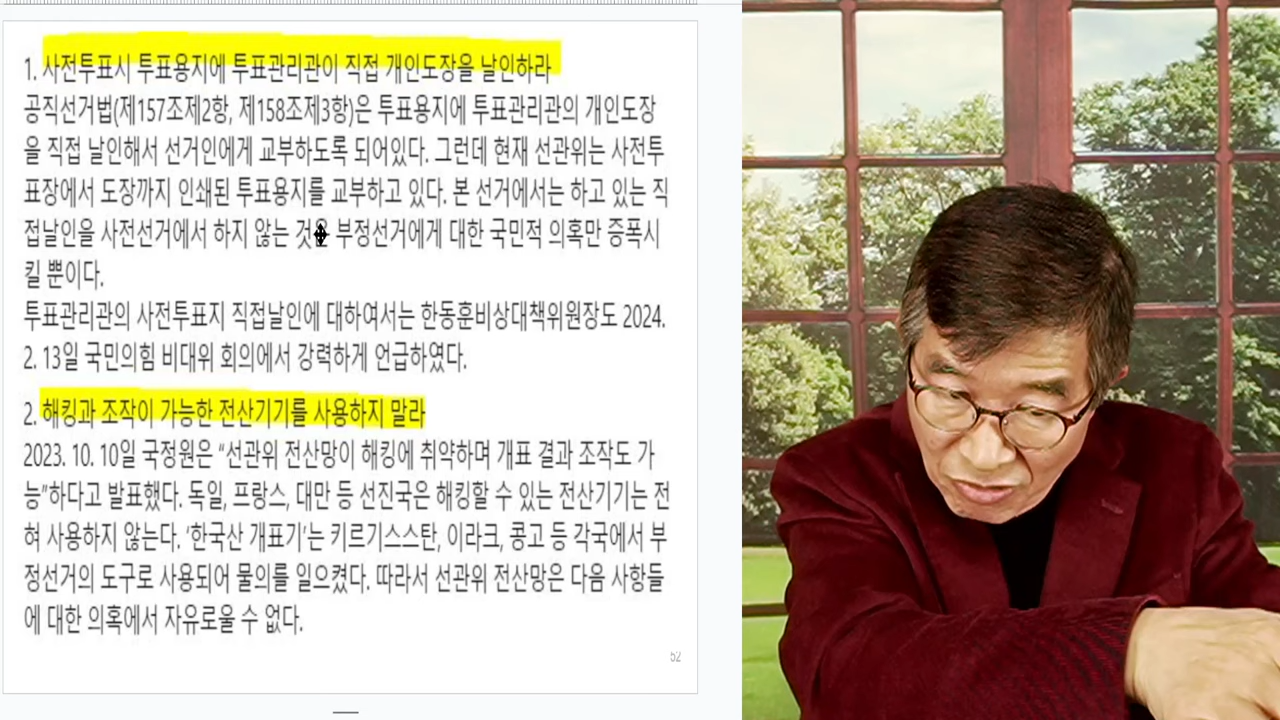 1. 사전투표시 투표용지에 투표관리관이 직접 개인도장을 날인하라
공직선거법(제157조제2항, 제158조제3항)은 투표용지에 투표관리관의 개인도장
을 직접 날인해서 선거인에게 교부하도록 되어있다. 그런데 현재 선관위는 사전투
표장에서 도장까지 인쇄된 투표용지를 교부하고 있다. 본 선거에서는 하고 있는 직
접날인을 사전선거에서 하지 않는 것을 부정선거에게 대한 국민적 의혹만 증폭시
킬 뿐이다.
투표관리관의 사전투표지 직접날인에 대하여서는 한동훈비상대책위원장도 2024.
2. 13일 국민의힘 비대위 회의에서 강력하게 언급하였다.
2. 해킹과 조작이 가능한 전산기기를 사용하지 말라
2023. 10. 10일 국정원은 “선관위 전산망이 해킹에 취약하며 개표 결과 조작도 가
능”하다고 발표했다. 독일, 프랑스, 대만 등 선진국은 해킹할 수 있는 전산기기는 전
혀 사용하지 않는다. ‘한국산 개표기’는 키르기스스탄, 이라크, 콩고 등 각국에서 부
정선거의 도구로 사용되어 물의를 일으켰다. 따라서 선관위 전산망은 다음 사항들
에 대한 의혹에서 자유로울 수 없다.
52